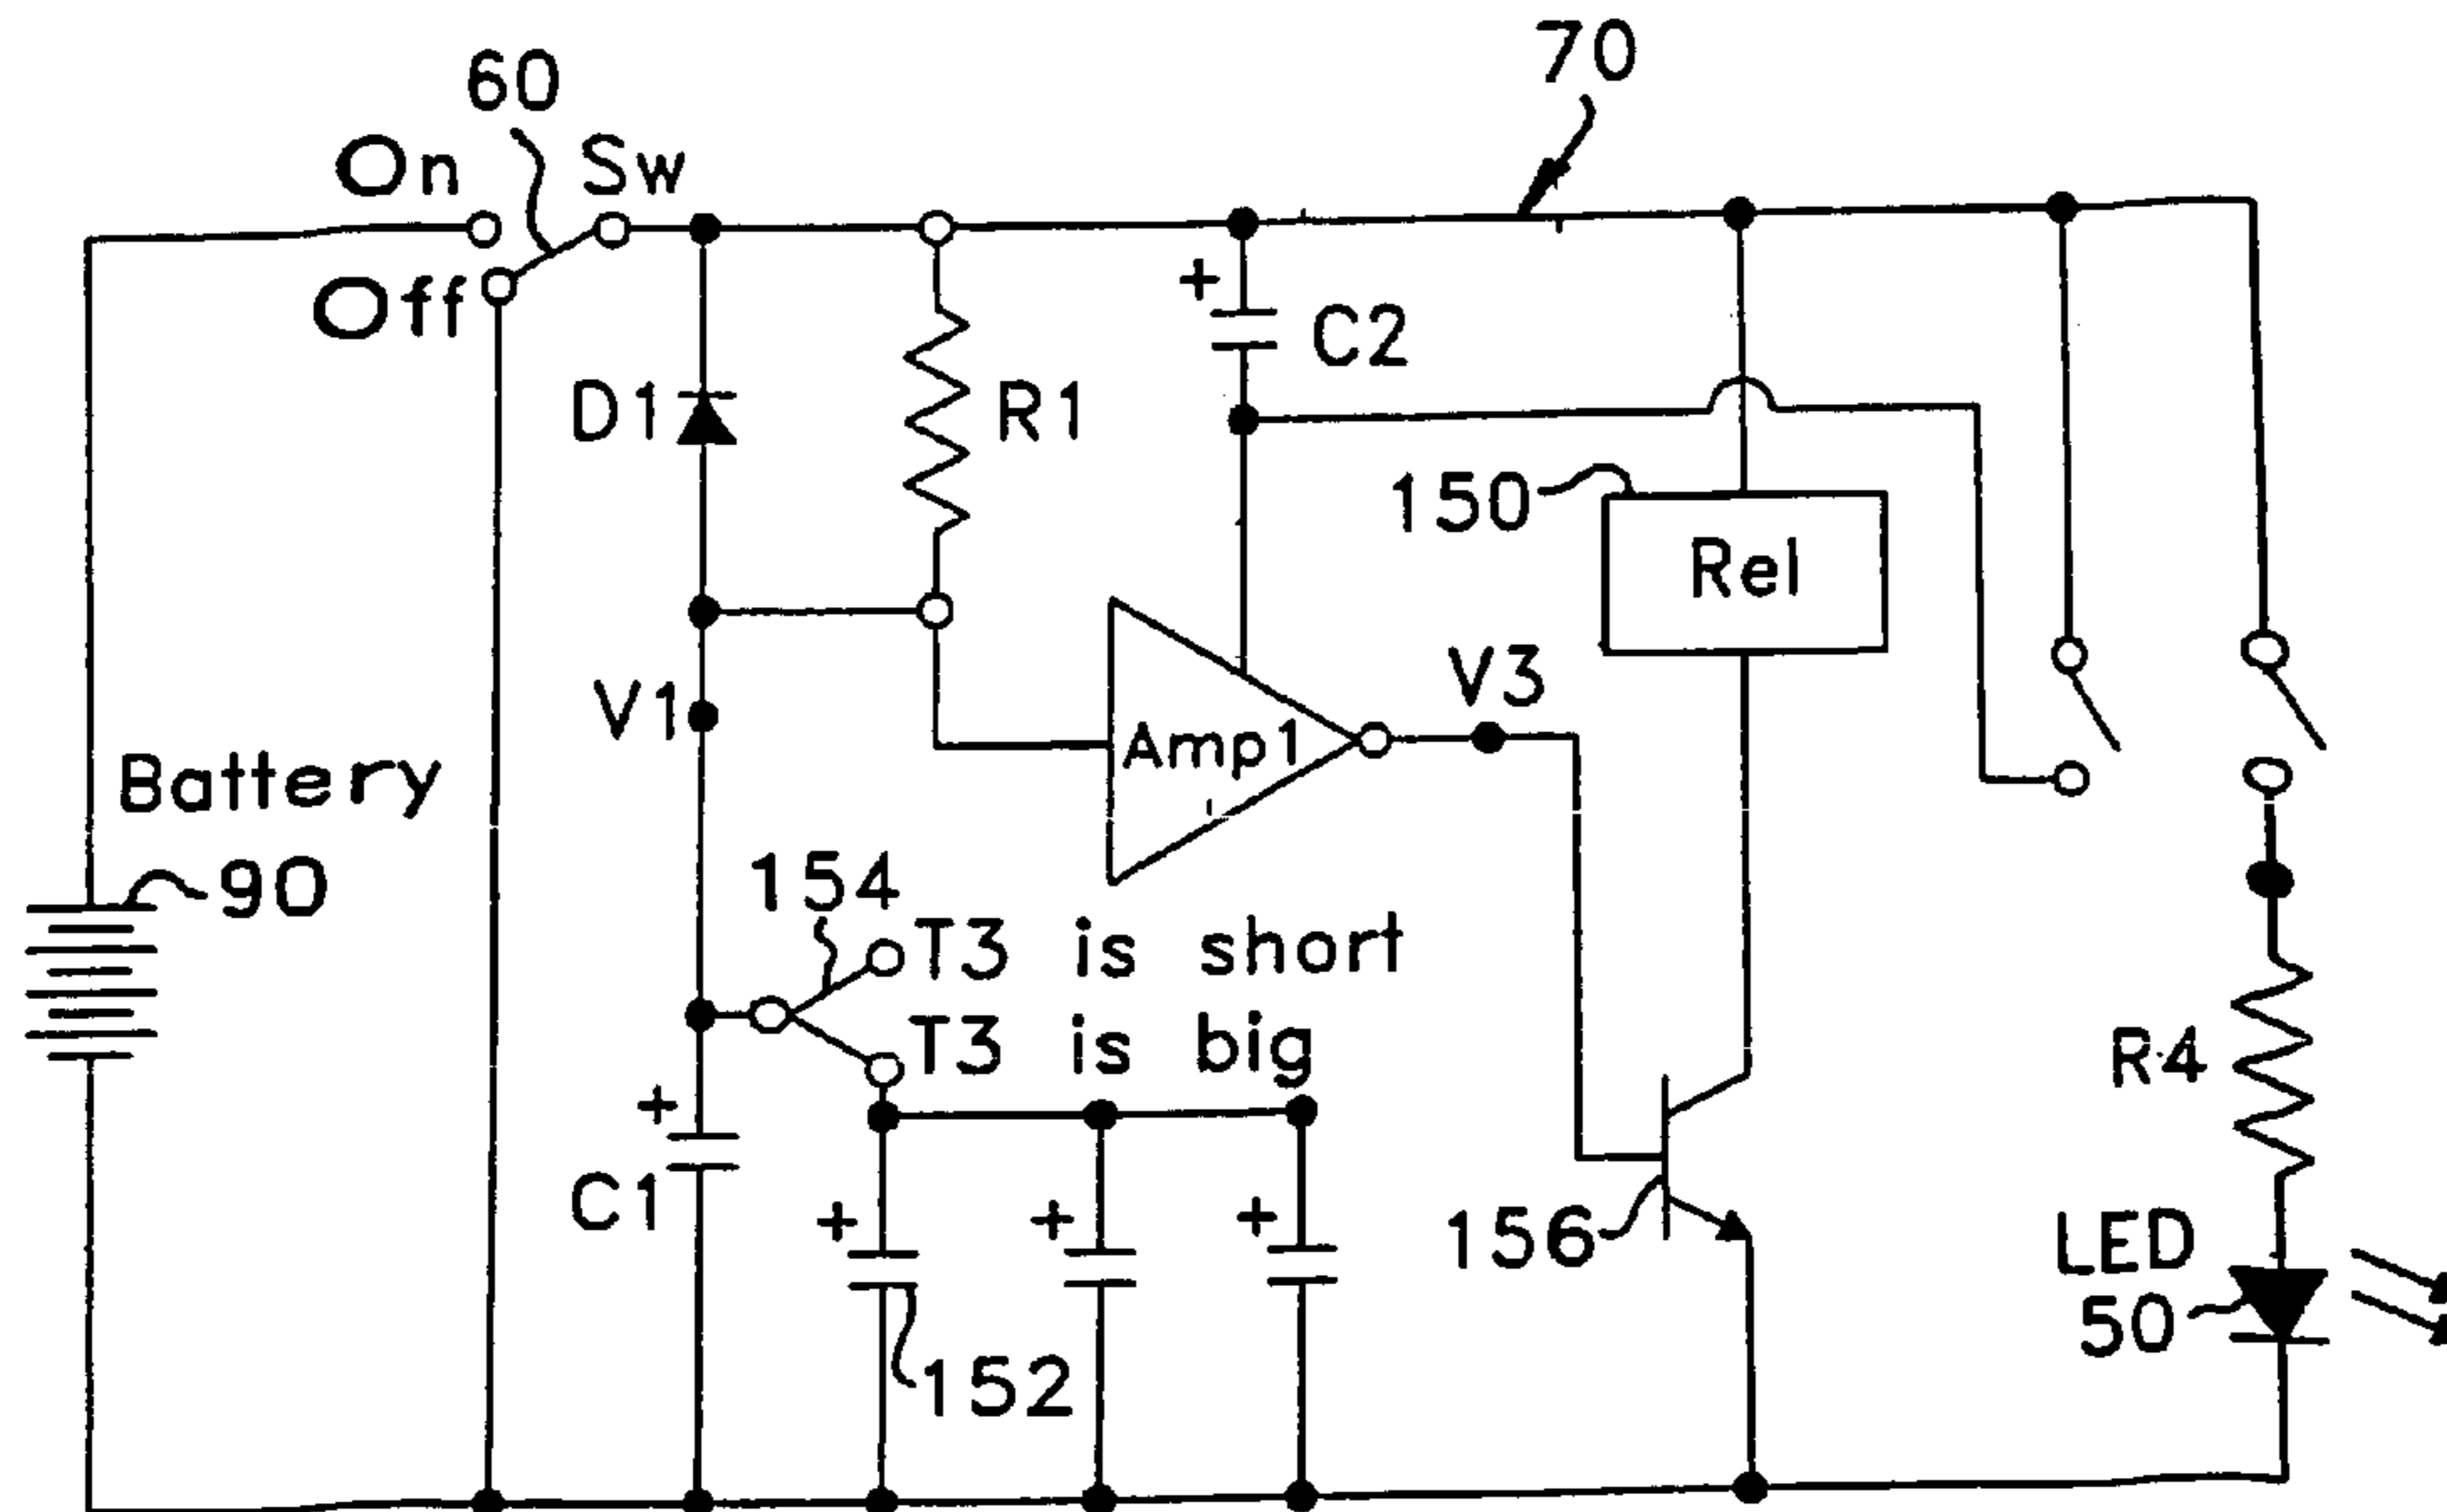 70
60
On
Sw
Off
+
C2
D1
R1
150
Rel
V1
V3
Amp1
Battery
90
154
T3 is short
T3 is big
R4
+
C1
+
+
+
156
LED
50
152